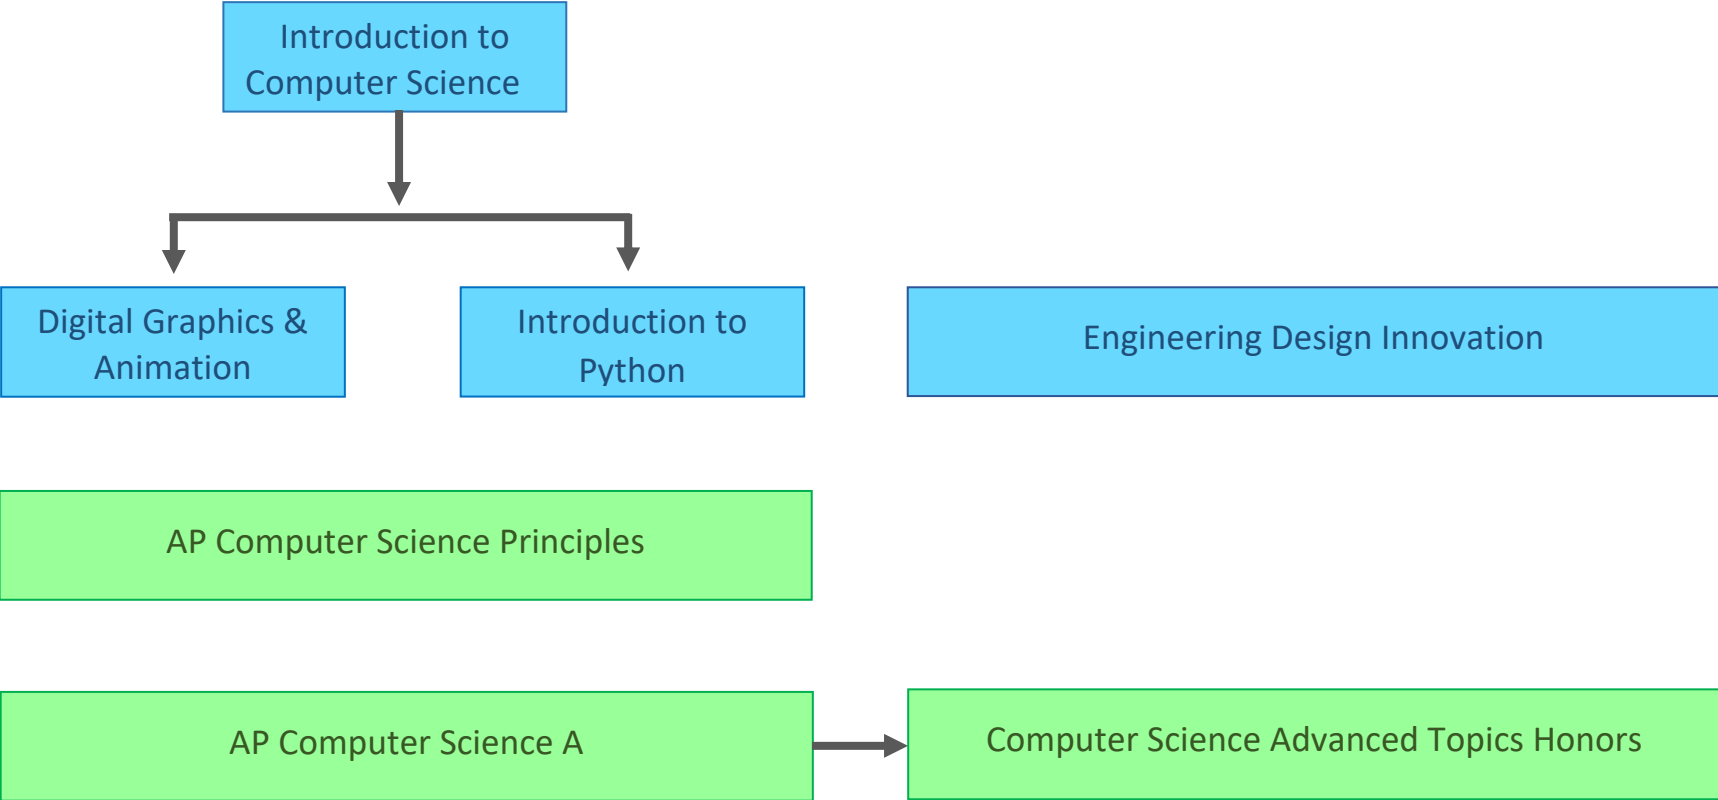 Introduction to
Computer Science
Digital Graphics &
Animation
Introduction to
Python
Engineering Design Innovation
AP Computer Science Principles
AP Computer Science A
Computer Science Advanced Topics Honors